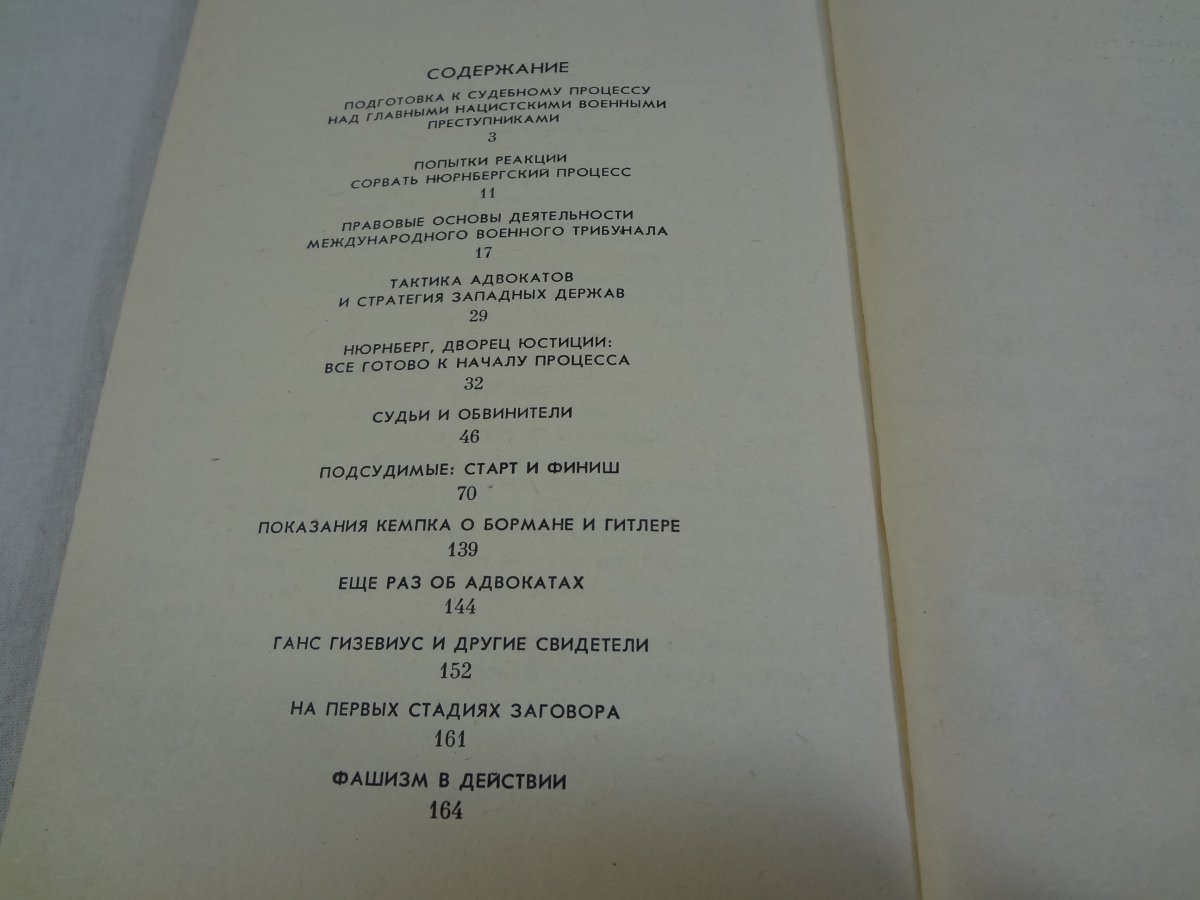 СОДЕРЖАНИЕ
ПОДГОТОВКА К СУДЕБНОМУ ПРОЦЕССУ
НАД ГЛАВНЫМИ НАЦИСТСКИМИ ВОЕННЫМИ
ПРЕСТУПНИКАМИ
3
ПОПЫТКИ РЕАКЦИИ
СОРВАТЬ НЮРНБЕРГСКИЙ ПРОЦЕСС
11
ПРАВОВЫЕ ОСНОВЫ ДЕЯТЕЛЬНОСТИ
МЕЖДУНАРОДНОГО ВОЕННОГО ТРИБУНАЛА
17
ТАКТИКА АДВОКАТОВ
И СТРАТЕГИЯ ЗАПАДНЫХ ДЕРЖАВ
29
НЮРНБЕРГ, ДВОРЕЦ ЮСТИЦИИ:
ВСЕ ГОТОВО К НАЧАЛУ ПРОЦЕССА
32
СУДЬИ И ОБВИНИТЕЛИ
46
ПОДСУДИМЫЕ: СТАРТ И ФИНИШ
70
ПОКАЗАНИЯ КЕМПКА О БОРМАНЕ И ГИТЛЕРЕ
139
ЕЩЕ РАЗ ОБ АДВОКАТАХ
144
ГАНС ГИЗЕВИУС И ДРУГИЕ СВИДЕТЕЛИ
152
НА ПЕРВЫХ СТАДИЯХ ЗАГОВОРА
161
ФАШИЗМ В ДЕЙСТВИИ
164